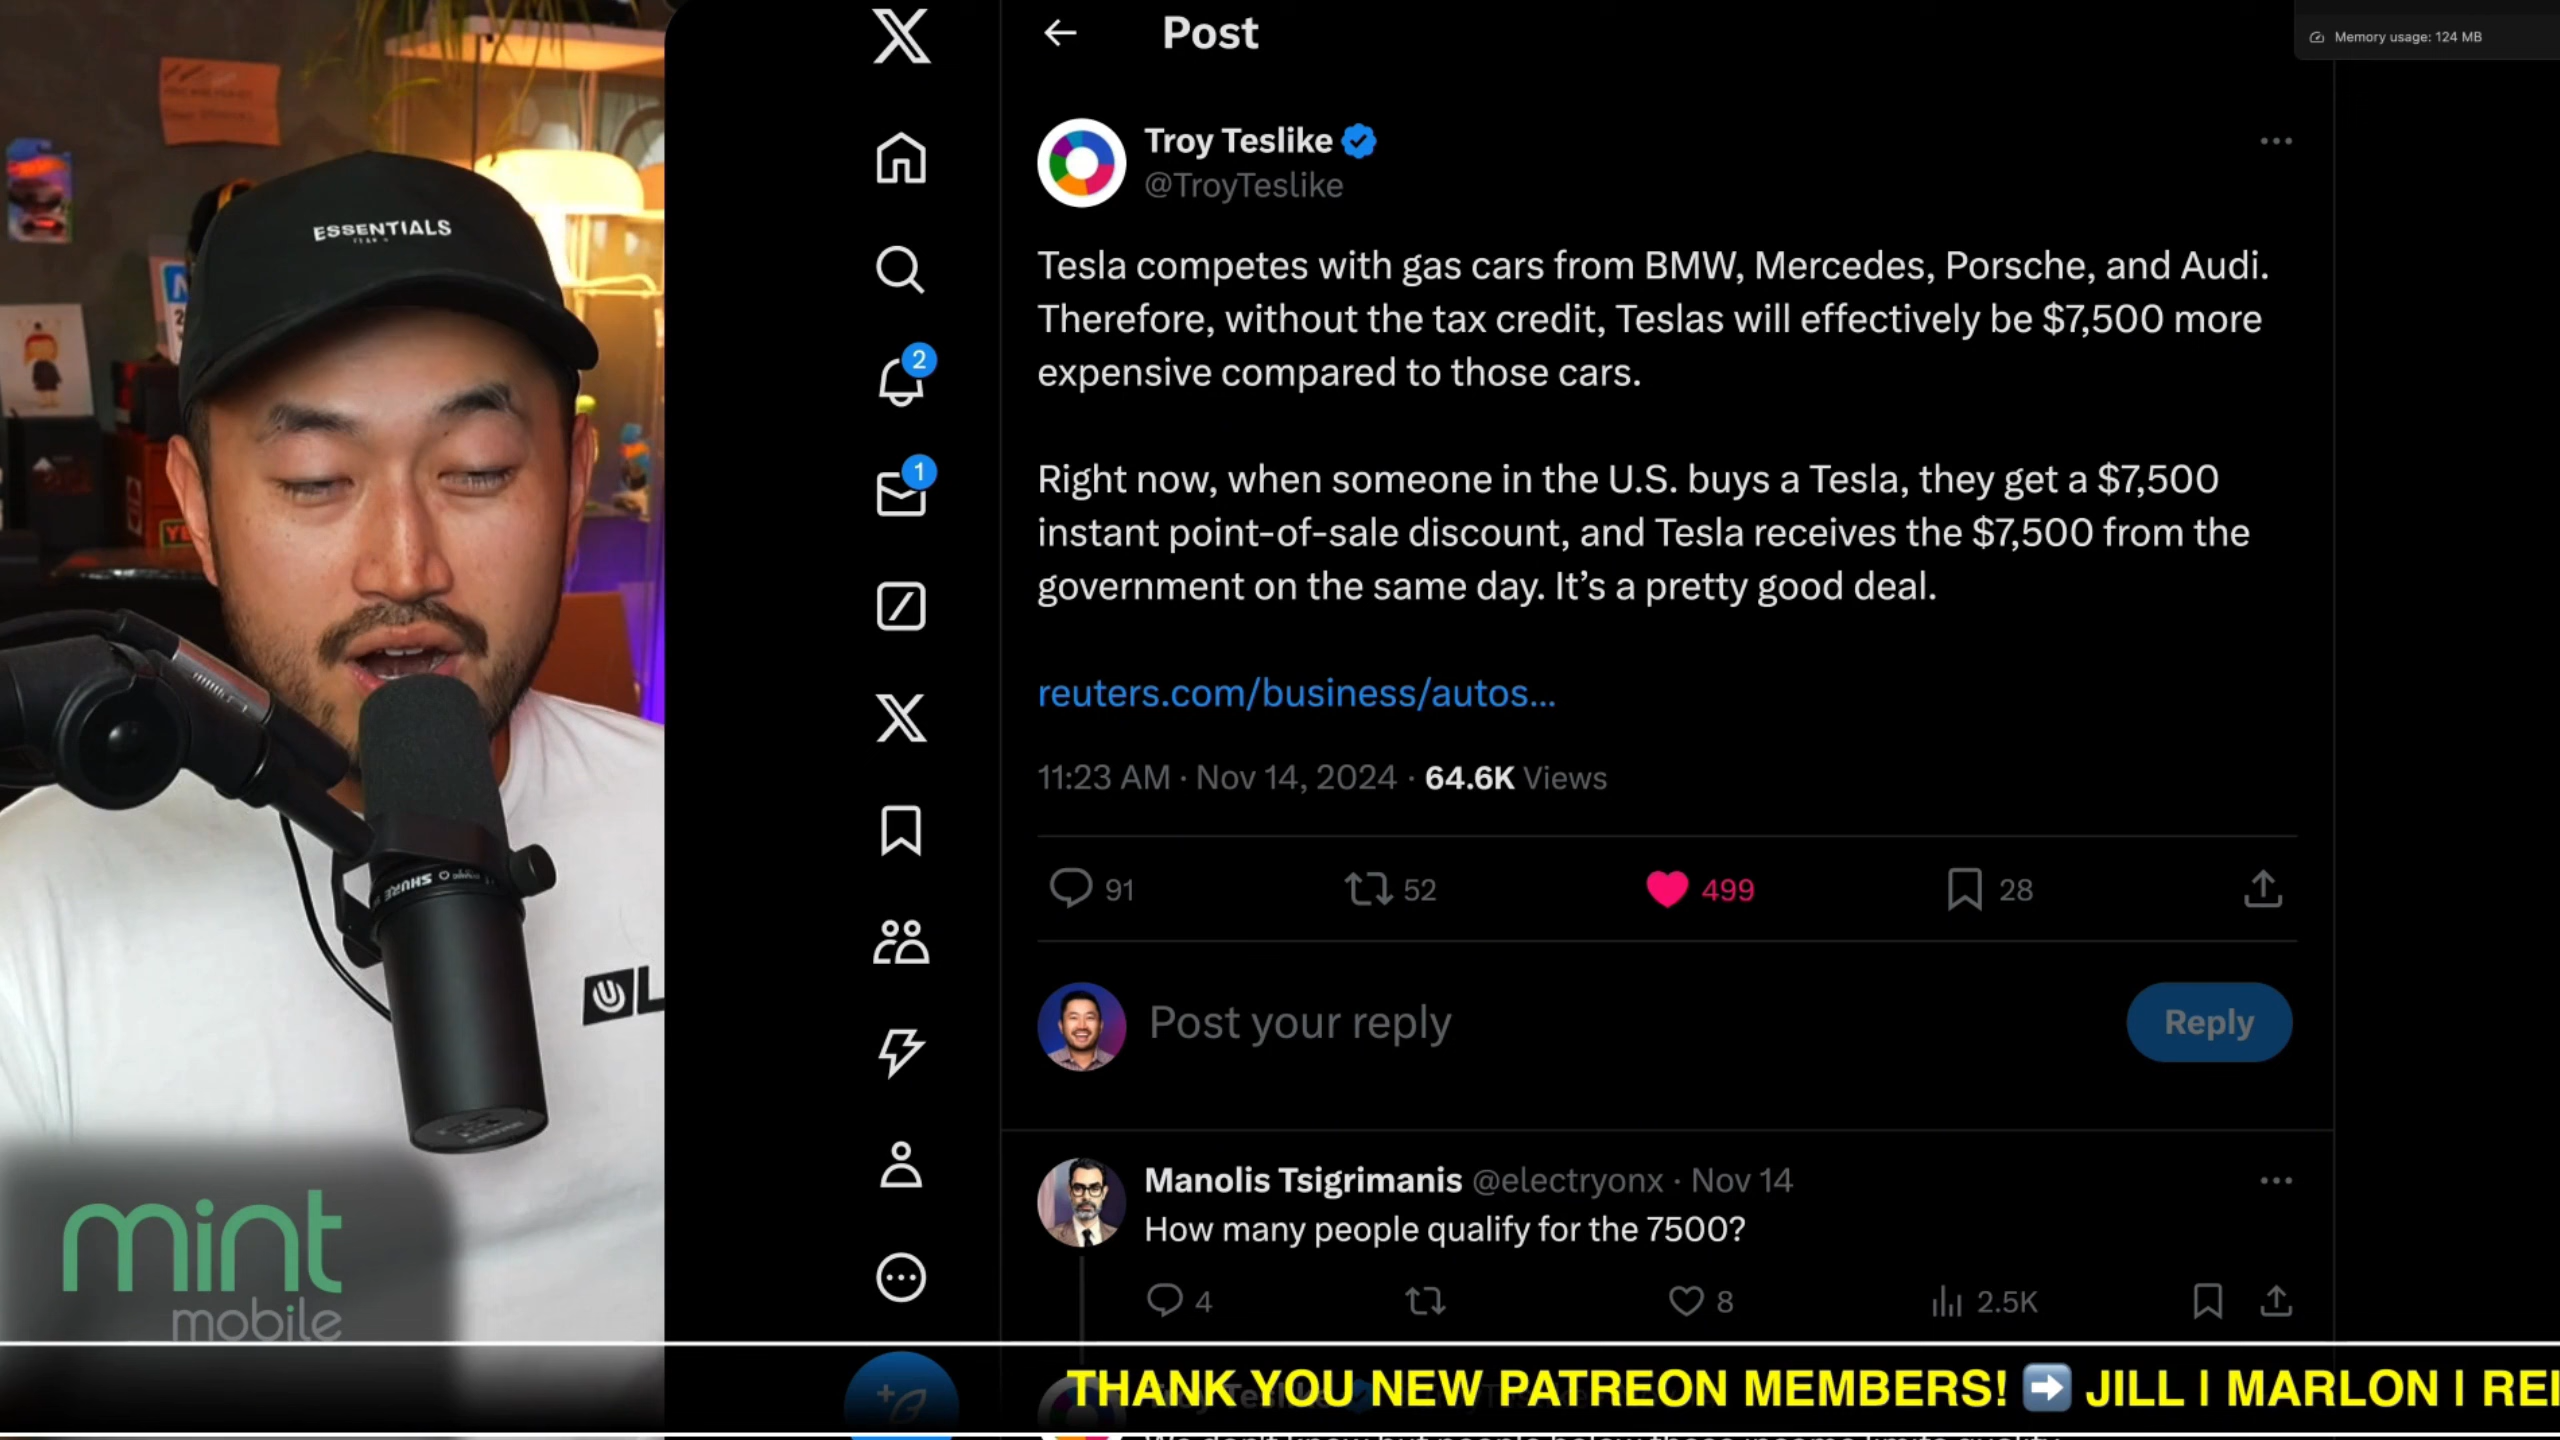 Post
Memory usage: 124 MB
Troy Teslike
@TroyTeslike
Tesla competes with gas cars from BMW, Mercedes, Porsche, and Audi.
Therefore, without the tax credit, Teslas will effectively be $7,500 more
expensive compared to those cars.
Right now, when someone in the U.S. buys a Tesla, they get a $7,500
instant point-of-sale discount, and Tesla receives the $7,500 from the
government on the same day. It’s a pretty good deal.
reuters.com/business/autos...
11:23 AM · Nov 14, 2024 · 64.6K Views
91 52 499 28
Post your reply
Reply
Manolis Tsigrimanis @electryonx · Nov 14
How many people qualify for the 7500?
4 8 2.5K
2
1
ESSENTIALS
SHURE
mint
mobile
THANK YOU NEW PATREON MEMBERS! ➡️ JILL | MARLON | REI